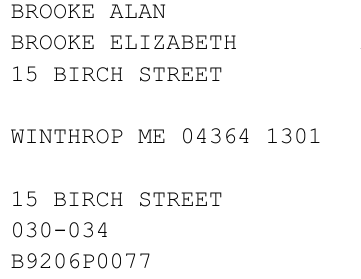 BROOKE ALAN
BROOKE ELIZABETH
15 BIRCH STREET
WINTHROP ME 04364 1301
15 BIRCH STREET
030-034
B9206P0077